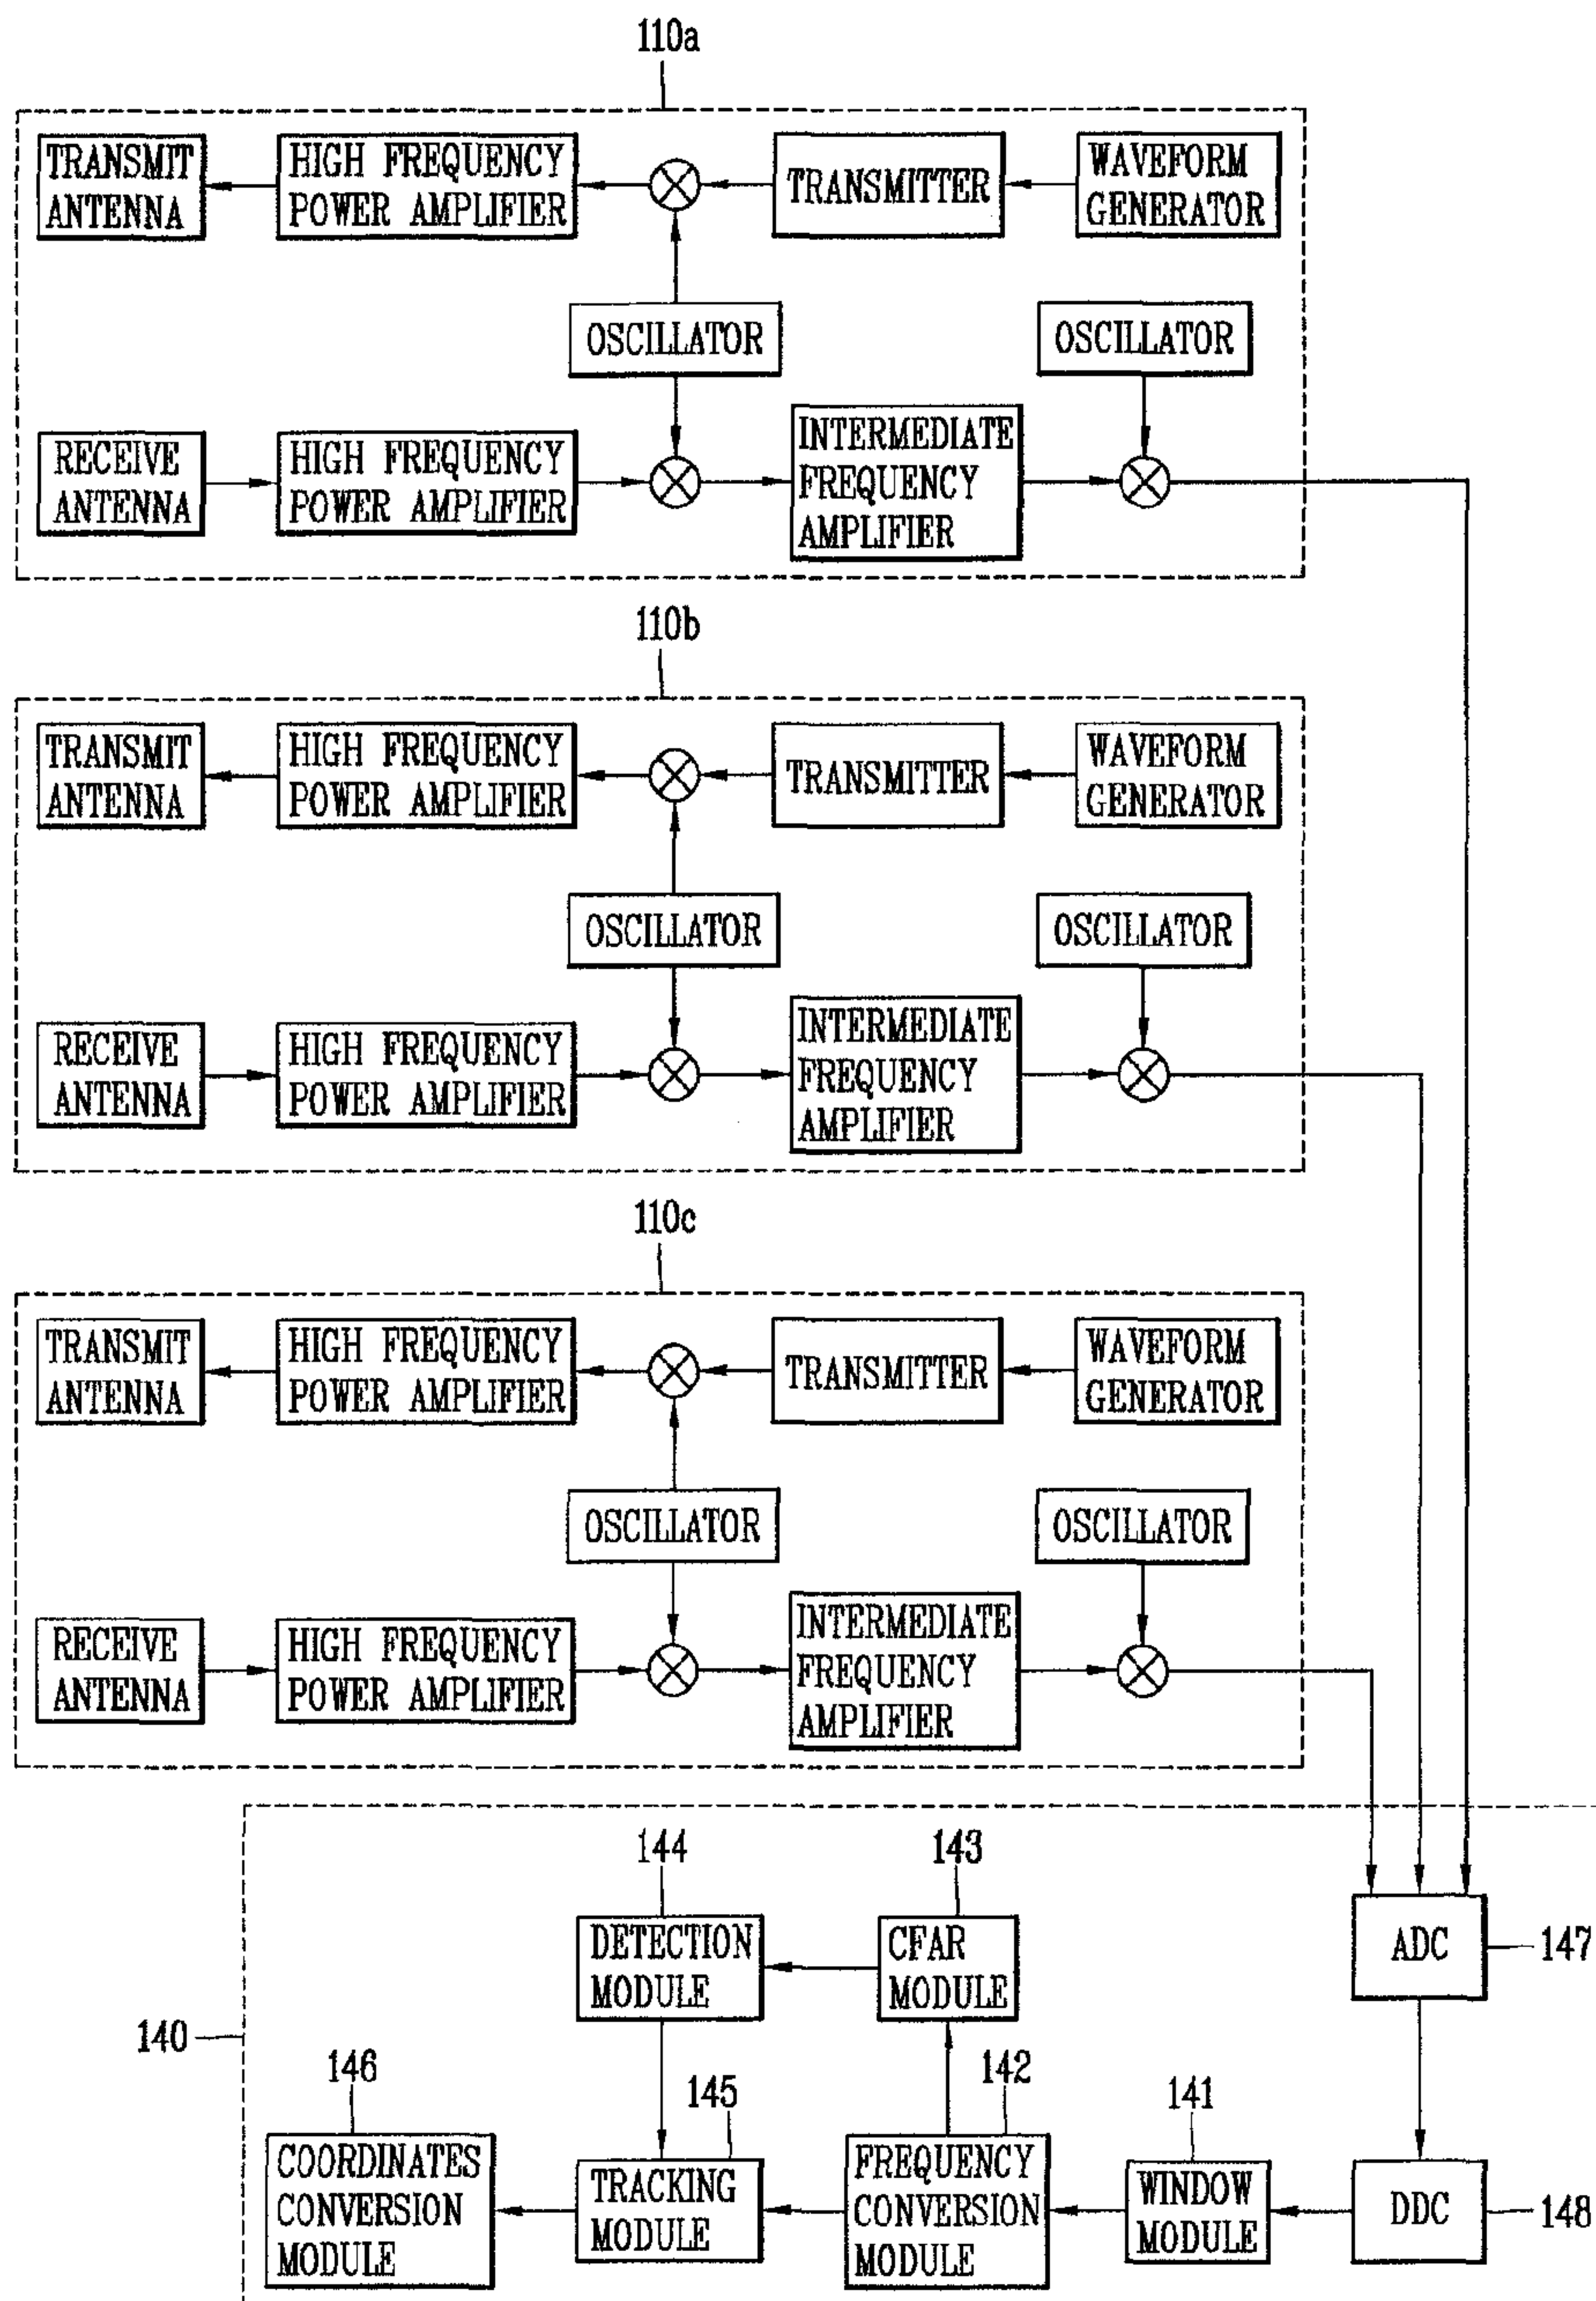 110a
TRANSMIT
ANTENNA
HIGH FREQUENCY
POWER AMPLIFIER
TRANSMITTER
WAVEFORM
GENERATOR
OSCILLATOR
OSCILLATOR
RECEIVE
ANTENNA
HIGH FREQUENCY
POWER AMPLIFIER
INTERMEDIATE
FREQUENCY
AMPLIFIER
110b
TRANSMIT
ANTENNA
HIGH FREQUENCY
POWER AMPLIFIER
TRANSMITTER
WAVEFORM
GENERATOR
OSCILLATOR
OSCILLATOR
RECEIVE
ANTENNA
HIGH FREQUENCY
POWER AMPLIFIER
INTERMEDIATE
FREQUENCY
AMPLIFIER
110c
TRANSMIT
ANTENNA
HIGH FREQUENCY
POWER AMPLIFIER
TRANSMITTER
WAVEFORM
GENERATOR
OSCILLATOR
OSCILLATOR
RECEIVE
ANTENNA
HIGH FREQUENCY
POWER AMPLIFIER
INTERMEDIATE
FREQUENCY
AMPLIFIER
144
143
DETECTION
MODULE
CFAR
MODULE
ADC
147
140
146
145
142
141
COORDINATES
CONVERSION
MODULE
TRACKING
MODULE
FREQUENCY
CONVERSION
MODULE
WINDOW
MODULE
DDC
148